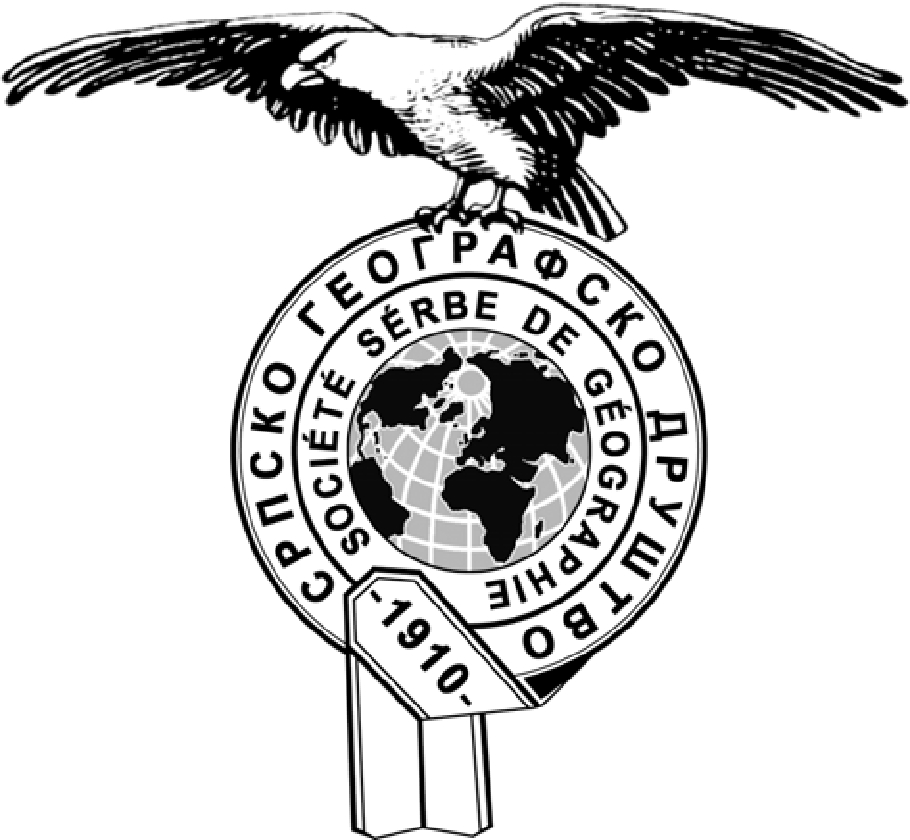 СРПСКО ГЕОГРАФСКО ДРУШТВО
SOCIÉTÉ SÉRBE DE GÉOGRAPHIE
-1910-